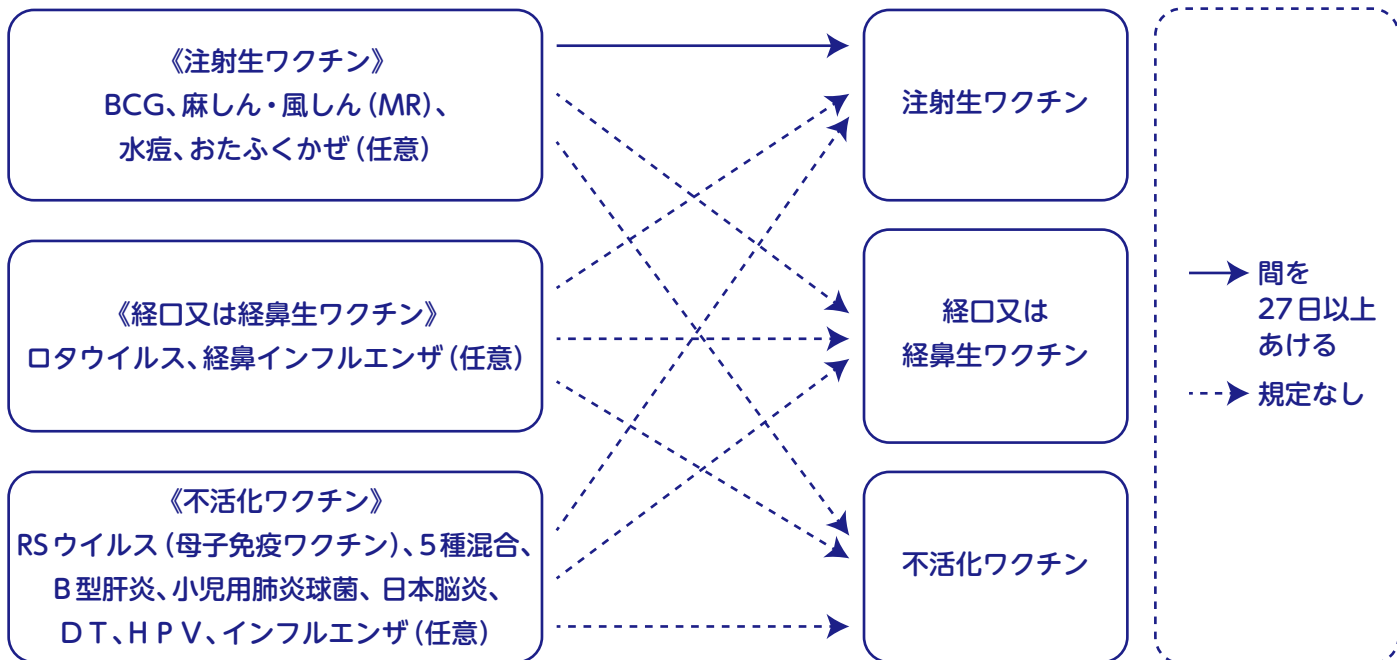 《注射生ワクチン》
BCG、麻しん・風しん(MR)、
水痘、おたふくかぜ(任意)
《経口又は経鼻生ワクチン》
ロタウイルス、経鼻インフルエンザ(任意)
《不活化ワクチン》
RSウイルス(母子免疫ワクチン)、5種混合、
B型肝炎、小児用肺炎球菌、日本脳炎、
DT、HPV、インフルエンザ(任意)
注射生ワクチン
経口又は
経鼻生ワクチン
不活化ワクチン
間を
27日以上
あける
規定なし